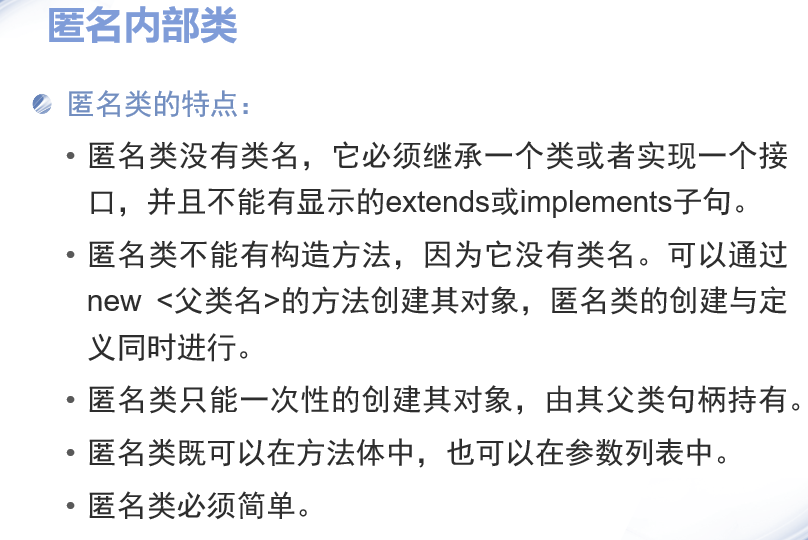 匿名内部类
匿名类的特点：
• 匿名类没有类名，它必须继承一个类或者实现一个接
口，并且不能有显示的extends或implements子句。
• 匿名类不能有构造方法，因为它没有类名。可以通过
new <父类名>的方法创建其对象，匿名类的创建与定
义同时进行。
• 匿名类只能一次性的创建其对象，由其父类句柄持有。
• 匿名类既可以在方法体中，也可以在参数列表中。
• 匿名类必须简单。